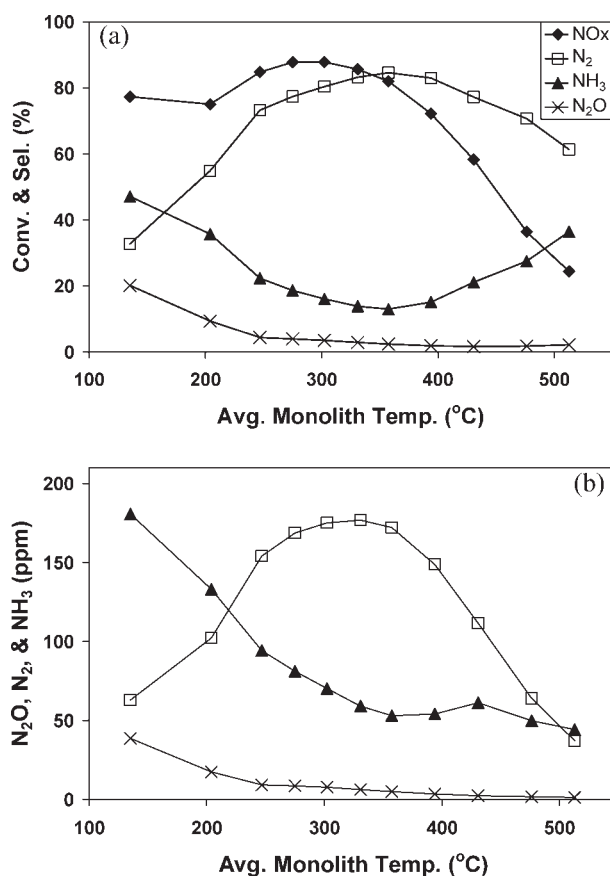 (a)
NOx
N₂
NH₃
N₂O
100
80
60
40
20
0
Conv. & Sel. (%)
100 200 300 400 500
Avg. Monolith Temp. (°C)
(b)
200
150
100
50
0
N₂O, N₂, & NH₃ (ppm)
100 200 300 400 500
Avg. Monolith Temp. (°C)